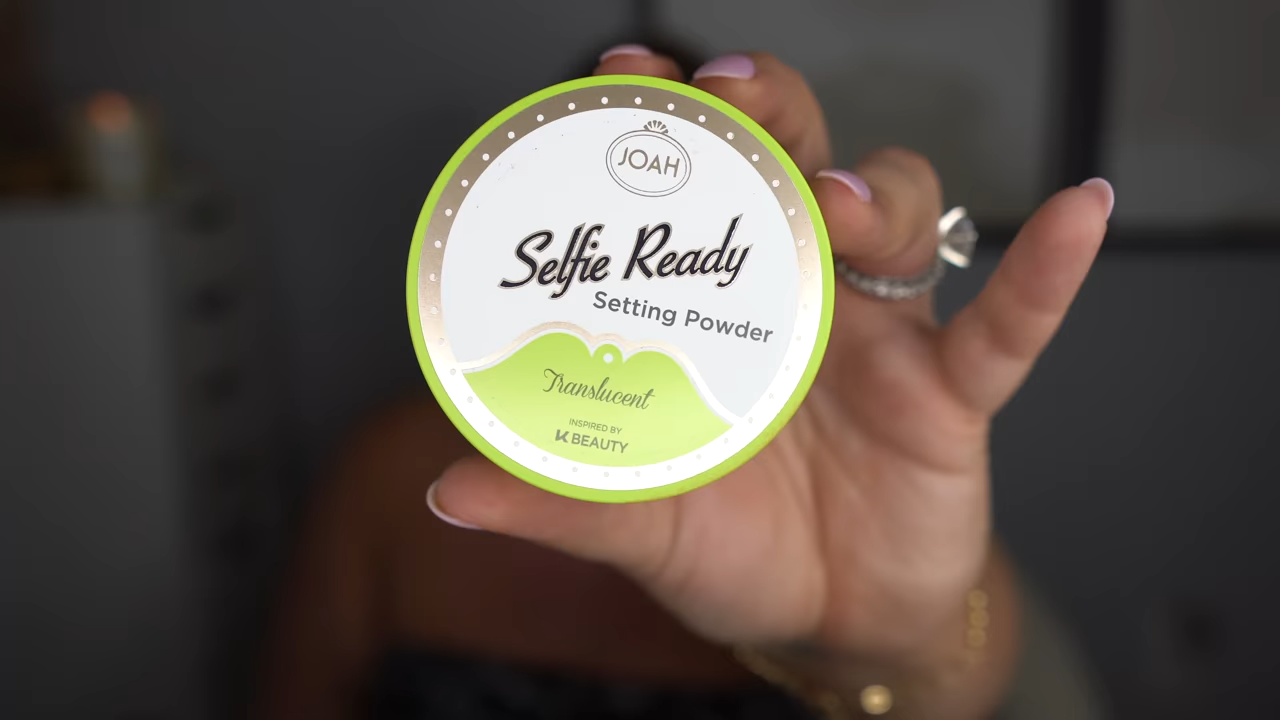 JOAH
Selfie Ready
Setting Powder
Translucent
INSPIRED BY
K BEAUTY